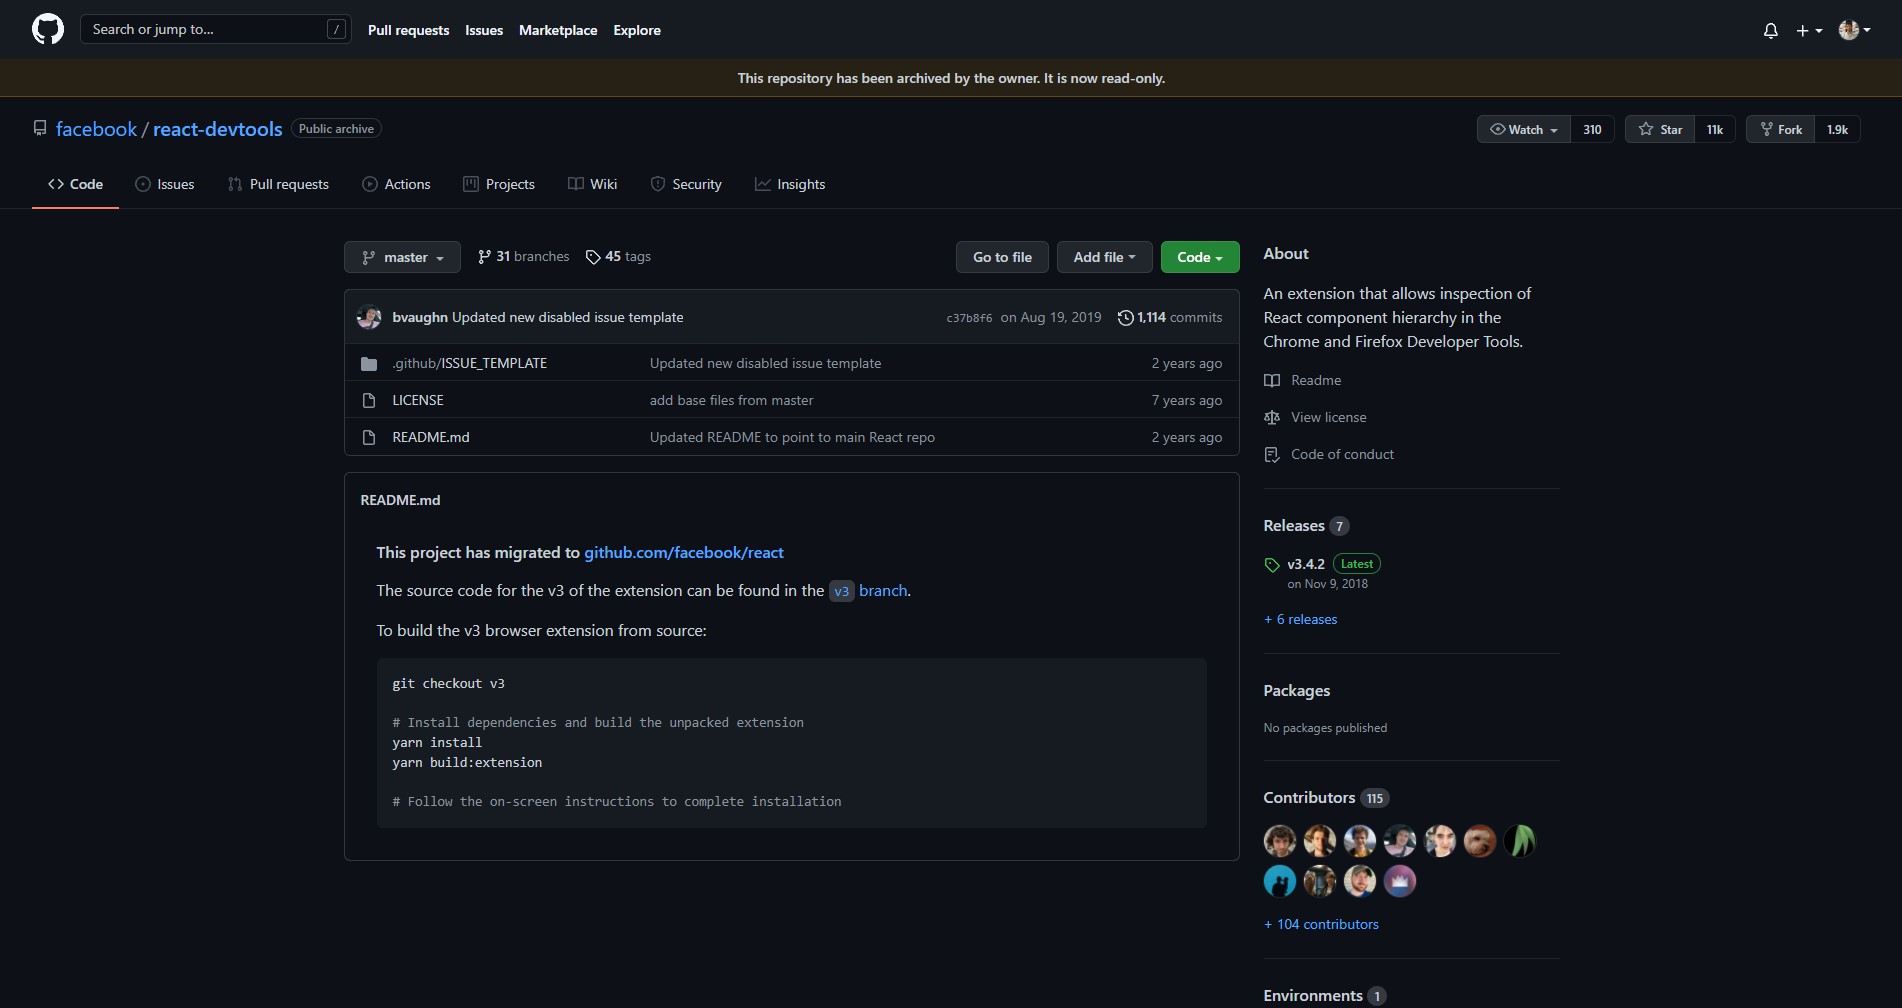 Search or jump to... /
Pull requests Issues Marketplace Explore
This repository has been archived by the owner. It is now read-only.
facebook / react-devtools Public archive
Watch 310 Star 11k Fork 1.9k
Code Issues Pull requests Actions Projects Wiki Security Insights
master 31 branches 45 tags
Go to file Add file Code
bvaughn Updated new disabled issue template c37b8f6 on Aug 19, 2019 1,114 commits
.github/ISSUE_TEMPLATE Updated new disabled issue template 2 years ago
LICENSE add base files from master 7 years ago
README.md Updated README to point to main React repo 2 years ago
README.md
This project has migrated to github.com/facebook/react
The source code for the v3 of the extension can be found in the v3 branch.
To build the v3 browser extension from source:
git checkout v3
# Install dependencies and build the unpacked extension
yarn install
yarn build:extension
# Follow the on-screen instructions to complete installation
About
An extension that allows inspection of
React component hierarchy in the
Chrome and Firefox Developer Tools.
Readme
View license
Code of conduct
Releases 7
v3.4.2 Latest
on Nov 9, 2018
+ 6 releases
Packages
No packages published
Contributors 115
+ 104 contributors
Environments 1